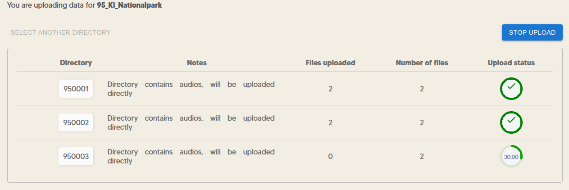 You are uploading data for 95_KI_Nationalpark
SELECT ANOTHER DIRECTORY
STOP UPLOAD
Directory Notes Files uploaded Number of files Upload status
950001 Directory contains audios, will be uploaded directly 2 2
950002 Directory contains audios, will be uploaded directly 2 2
950003 Directory contains audios, will be uploaded directly 0 2 30.00